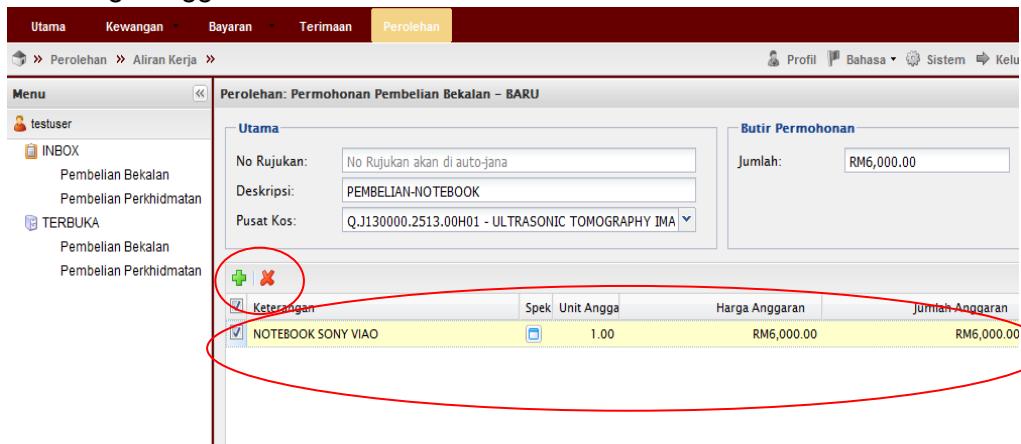 Utama Kewangan Bayaran Terimaan Perolehan
» Perolehan » Aliran Kerja » Profil Bahasa Sistem Kelu
Menu «
testuser
INBOX
Pembelian Bekalan
Pembelian Perkhidmatan
TERBUKA
Pembelian Bekalan
Pembelian Perkhidmatan
Perolehan: Permohonan Pembelian Bekalan – BARU
Utama
No Rujukan: No Rujukan akan di auto-jana
Deskripsi: PEMBELIAN-NOTEBOOK
Pusat Kos: Q.J130000.2513.00H01 - ULTRASONIC TOMOGRAPHY IMA
Butir Permohonan
Jumlah: RM6,000.00
Keterangan Spek Unit Angga Harga Anggaran Jumlah Anggaran
NOTEBOOK SONY VIAO 1.00 RM6,000.00 RM6,000.00